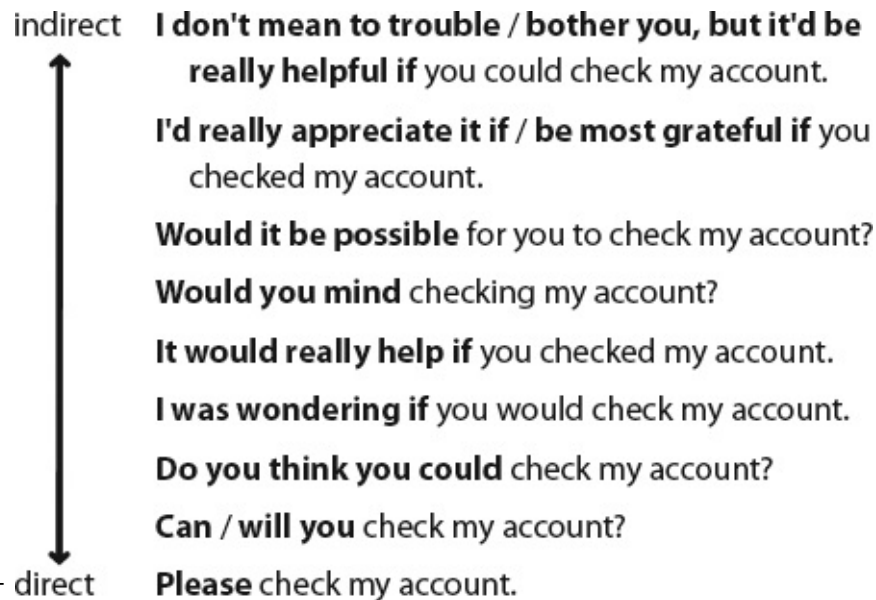 indirect I don't mean to trouble / bother you, but it'd be
really helpful if you could check my account.
I'd really appreciate it if / be most grateful if you
checked my account.
Would it be possible for you to check my account?
Would you mind checking my account?
It would really help if you checked my account.
I was wondering if you would check my account.
Do you think you could check my account?
Can / will you check my account?
direct Please check my account.